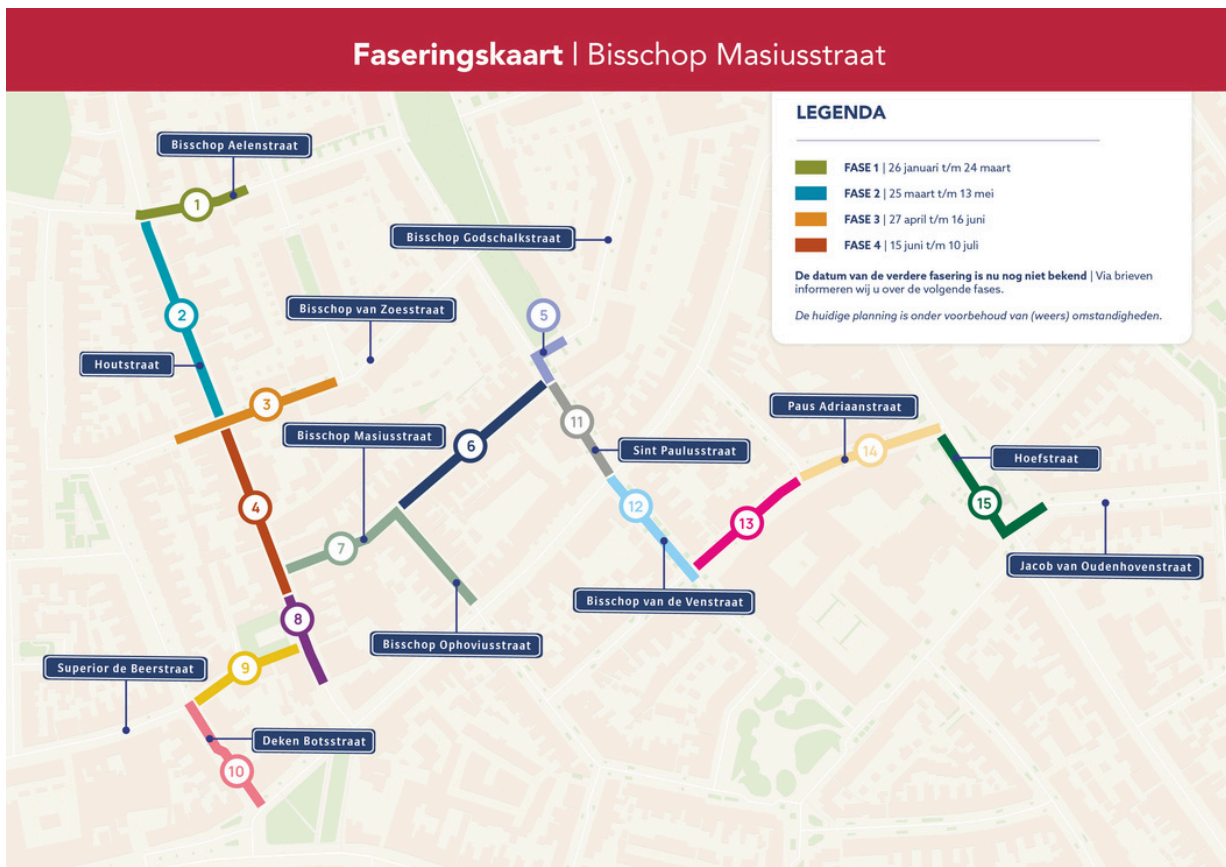 Faseringskaart | Bisschop Masiusstraat
LEGENDA
FASE 1 | 26 januari t/m 24 maart
FASE 2 | 25 maart t/m 13 mei
FASE 3 | 27 april t/m 16 juni
FASE 4 | 15 juni t/m 10 juli
De datum van de verdere fasering is nu nog niet bekend | Via brieven
informeren wij u over de volgende fases.
De huidige planning is onder voorbehoud van (weers) omstandigheden.
Bisschop Aelenstraat
1
Bisschop Godschalkstraat
Bisschop van Zoesstraat
2
5
Houtstraat
3
Paus Adriaanstraat
11
Bisschop Masiusstraat
6
Sint Paulusstraat
14
Hoefstraat
4
12
13
15
7
Jacob van Oudenhovenstraat
Bisschop van de Venstraat
8
Bisschop Ophoviusstraat
Superior de Beerstraat
9
Deken Botsstraat
10